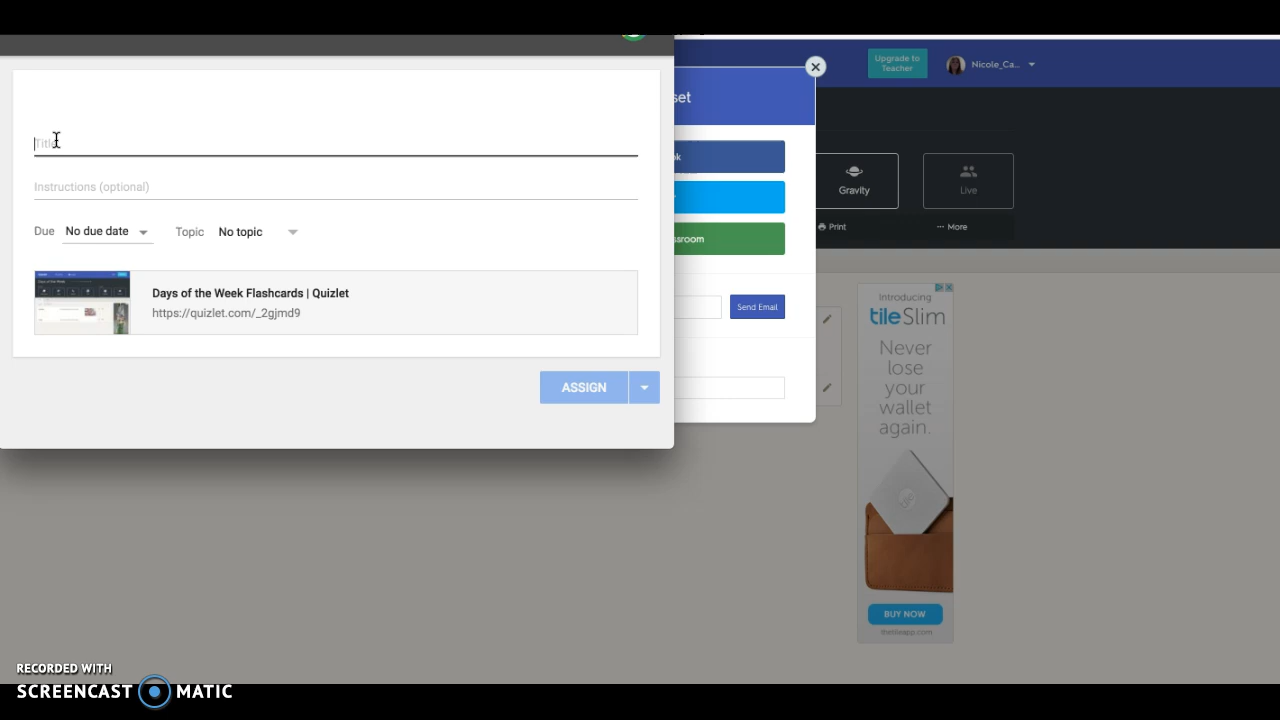 Upgrade to
Teacher
Nicole_Ca...
set
Title
Instructions (optional)
Due No due date Topic No topic
Days of the Week Flashcards | Quizlet
https://quizlet.com/_2gjmd9
ASSIGN
k
ssroom
Send Email
Gravity
Live
Print
... More
Introducing
tileSlim
Never
lose
your
wallet
again.
BUY NOW
thetileapp.com
RECORDED WITH
SCREENCAST MATIC